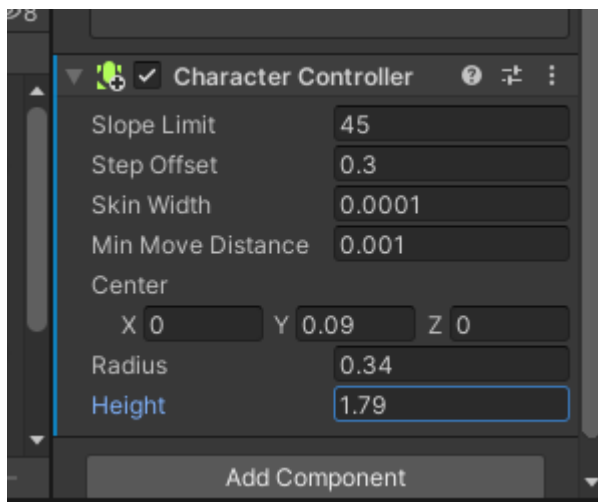 8
Character Controller
Slope Limit 45
Step Offset 0.3
Skin Width 0.0001
Min Move Distance 0.001
Center
X 0 Y 0.09 Z 0
Radius 0.34
Height 1.79
Add Component